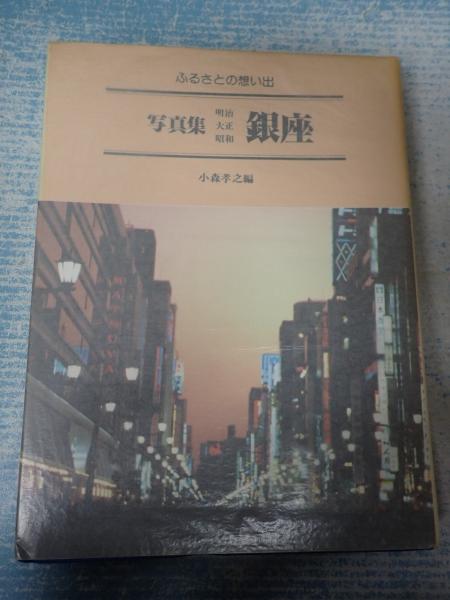 ふるさとの想い出
写真集 明治 大正 昭和 銀座
小森孝之編
MATSUYA